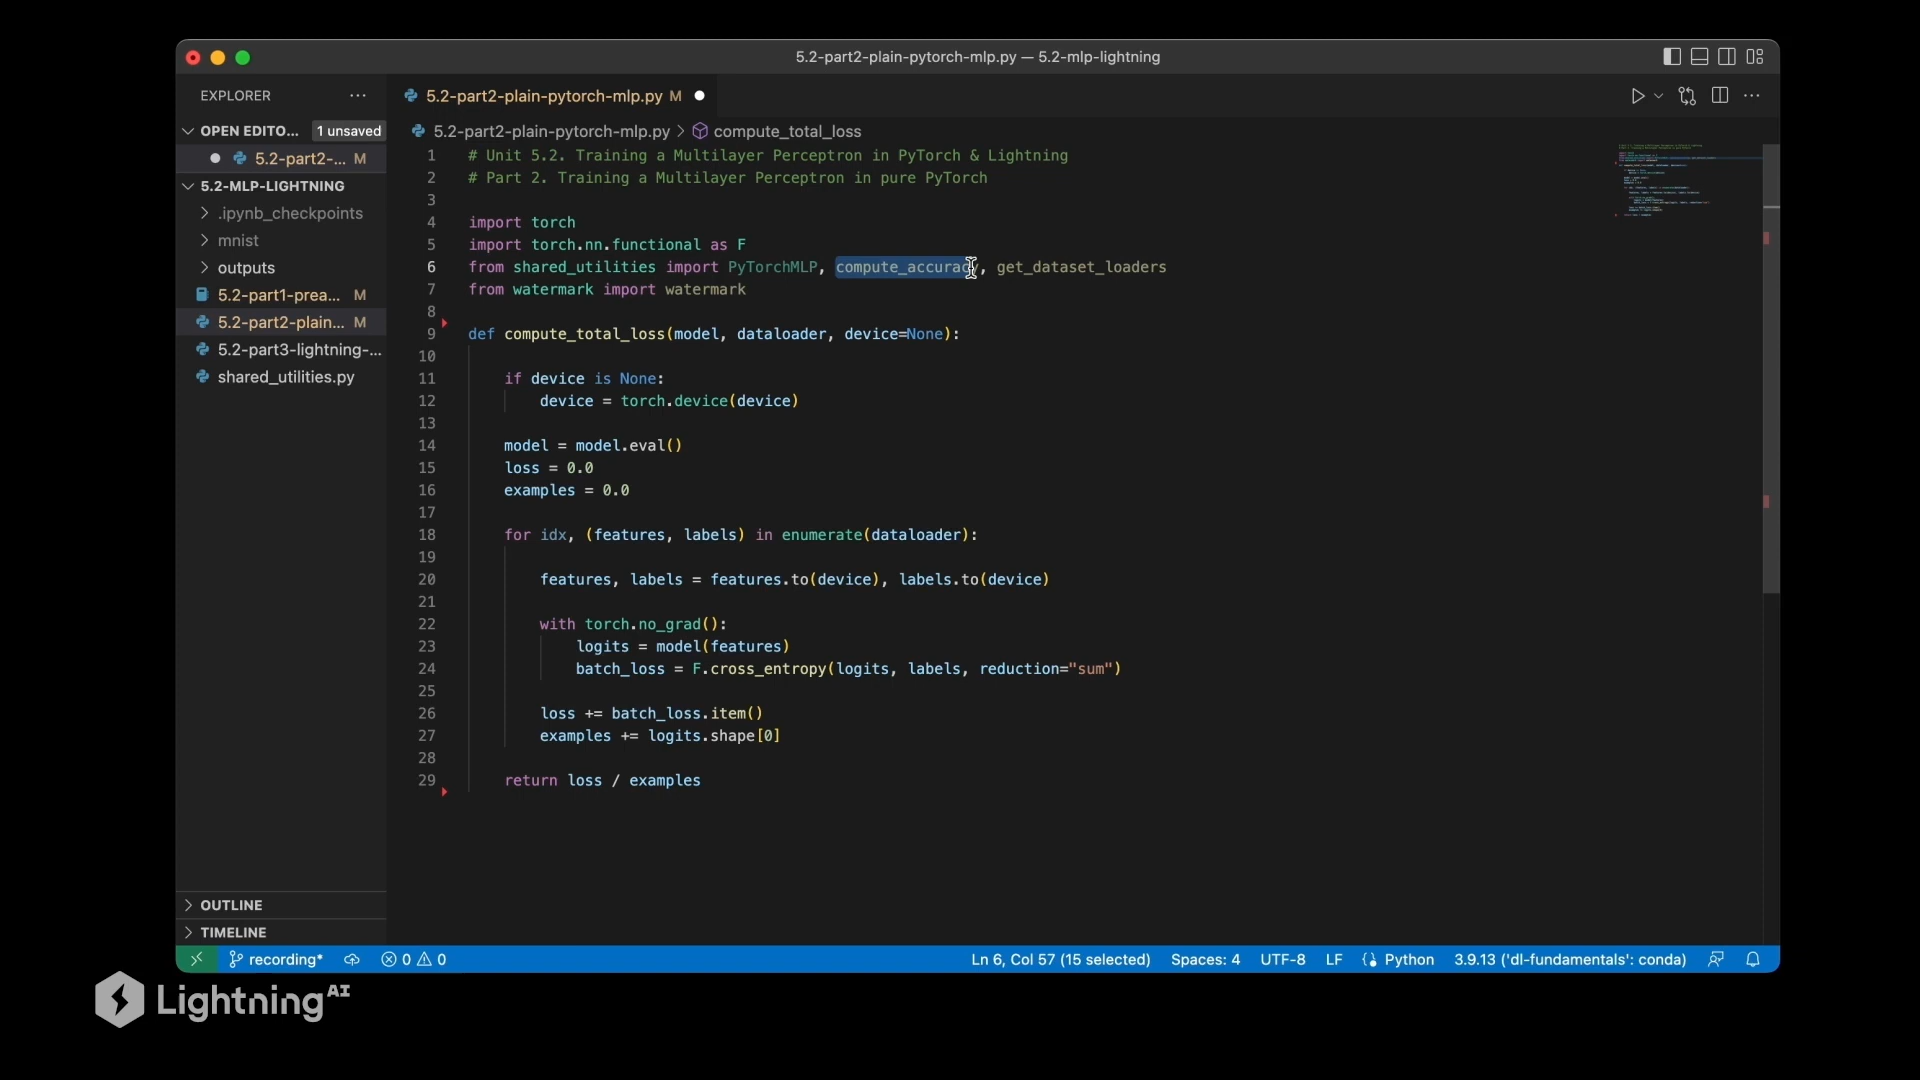 5.2-part2-plain-pytorch-mlp.py — 5.2-mlp-lightning
EXPLORER
OPEN EDITO... 1 unsaved
5.2-part2-... M
5.2-MLP-LIGHTNING
.ipynb_checkpoints
mnist
outputs
5.2-part1-prea... M
5.2-part2-plain... M
5.2-part3-lightning-...
shared_utilities.py
OUTLINE
TIMELINE
5.2-part2-plain-pytorch-mlp.py M
5.2-part2-plain-pytorch-mlp.py > compute_total_loss
1 # Unit 5.2. Training a Multilayer Perceptron in PyTorch & Lightning
2 # Part 2. Training a Multilayer Perceptron in pure PyTorch
3
4 import torch
5 import torch.nn.functional as F
6 from shared_utilities import PyTorchMLP, compute_accuracy, get_dataset_loaders
7 from watermark import watermark
8
9 def compute_total_loss(model, dataloader, device=None):
10
11 if device is None:
12 device = torch.device(device)
13
14 model = model.eval()
15 loss = 0.0
16 examples = 0.0
17
18 for idx, (features, labels) in enumerate(dataloader):
19
20 features, labels = features.to(device), labels.to(device)
21
22 with torch.no_grad():
23 logits = model(features)
24 batch_loss = F.cross_entropy(logits, labels, reduction="sum")
25
26 loss += batch_loss.item()
27 examples += logits.shape[0]
28
29 return loss / examples
recording* 0 0 Ln 6, Col 57 (15 selected) Spaces: 4 UTF-8 LF Python 3.9.13 ('dl-fundamentals': conda)
Lightning AI